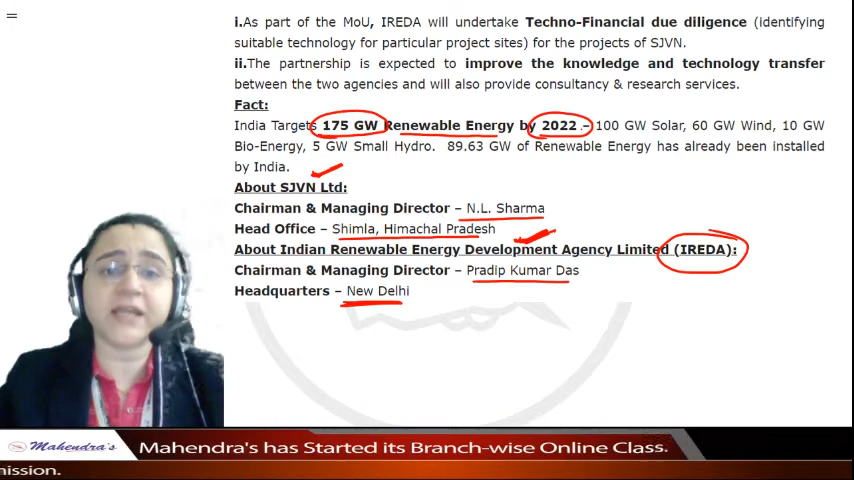 i.As part of the MoU, IREDA will undertake Techno-Financial due diligence (identifying
suitable technology for particular project sites) for the projects of SJVN.
ii.The partnership is expected to improve the knowledge and technology transfer
between the two agencies and will also provide consultancy & research services.
Fact:
India Targets 175 GW Renewable Energy by 2022 – 100 GW Solar, 60 GW Wind, 10 GW
Bio-Energy, 5 GW Small Hydro. 89.63 GW of Renewable Energy has already been installed
by India.
About SJVN Ltd:
Chairman & Managing Director – N.L. Sharma
Head Office – Shimla, Himachal Pradesh
About Indian Renewable Energy Development Agency Limited (IREDA):
Chairman & Managing Director – Pradip Kumar Das
Headquarters – New Delhi
Mahendra's
Mahendra's has Started its Branch-wise Online Class.
mission.